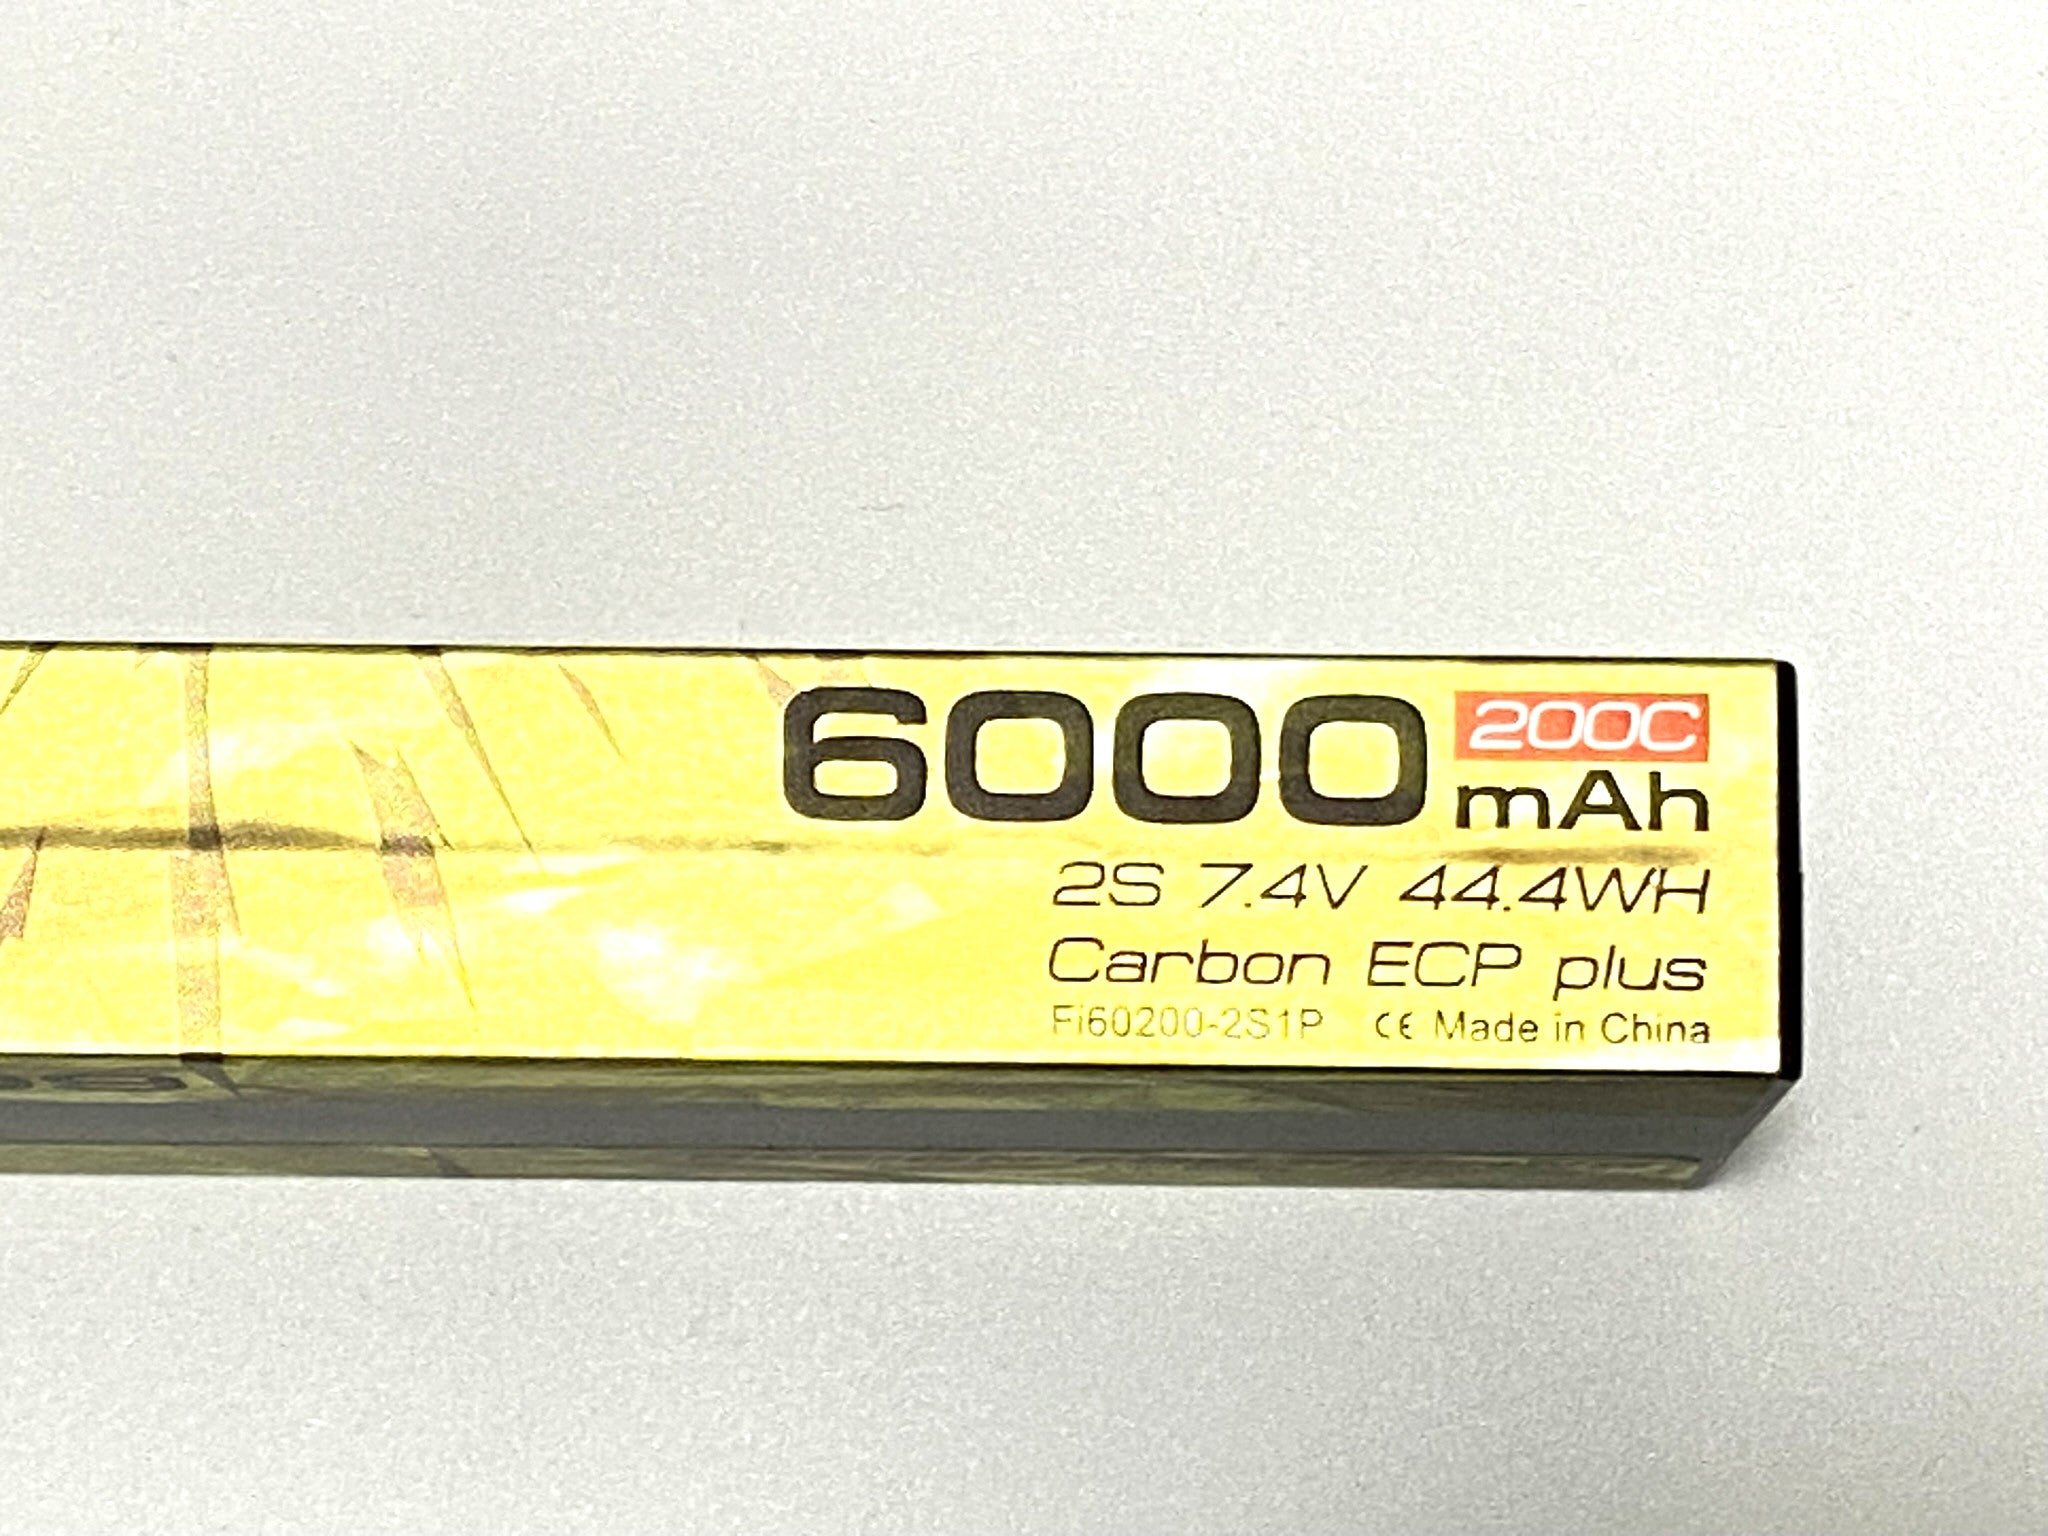 6000 200C
mAh
2S 7.4V 44.4WH
Carbon ECP plus
Fi60200-2S1P CE Made in China